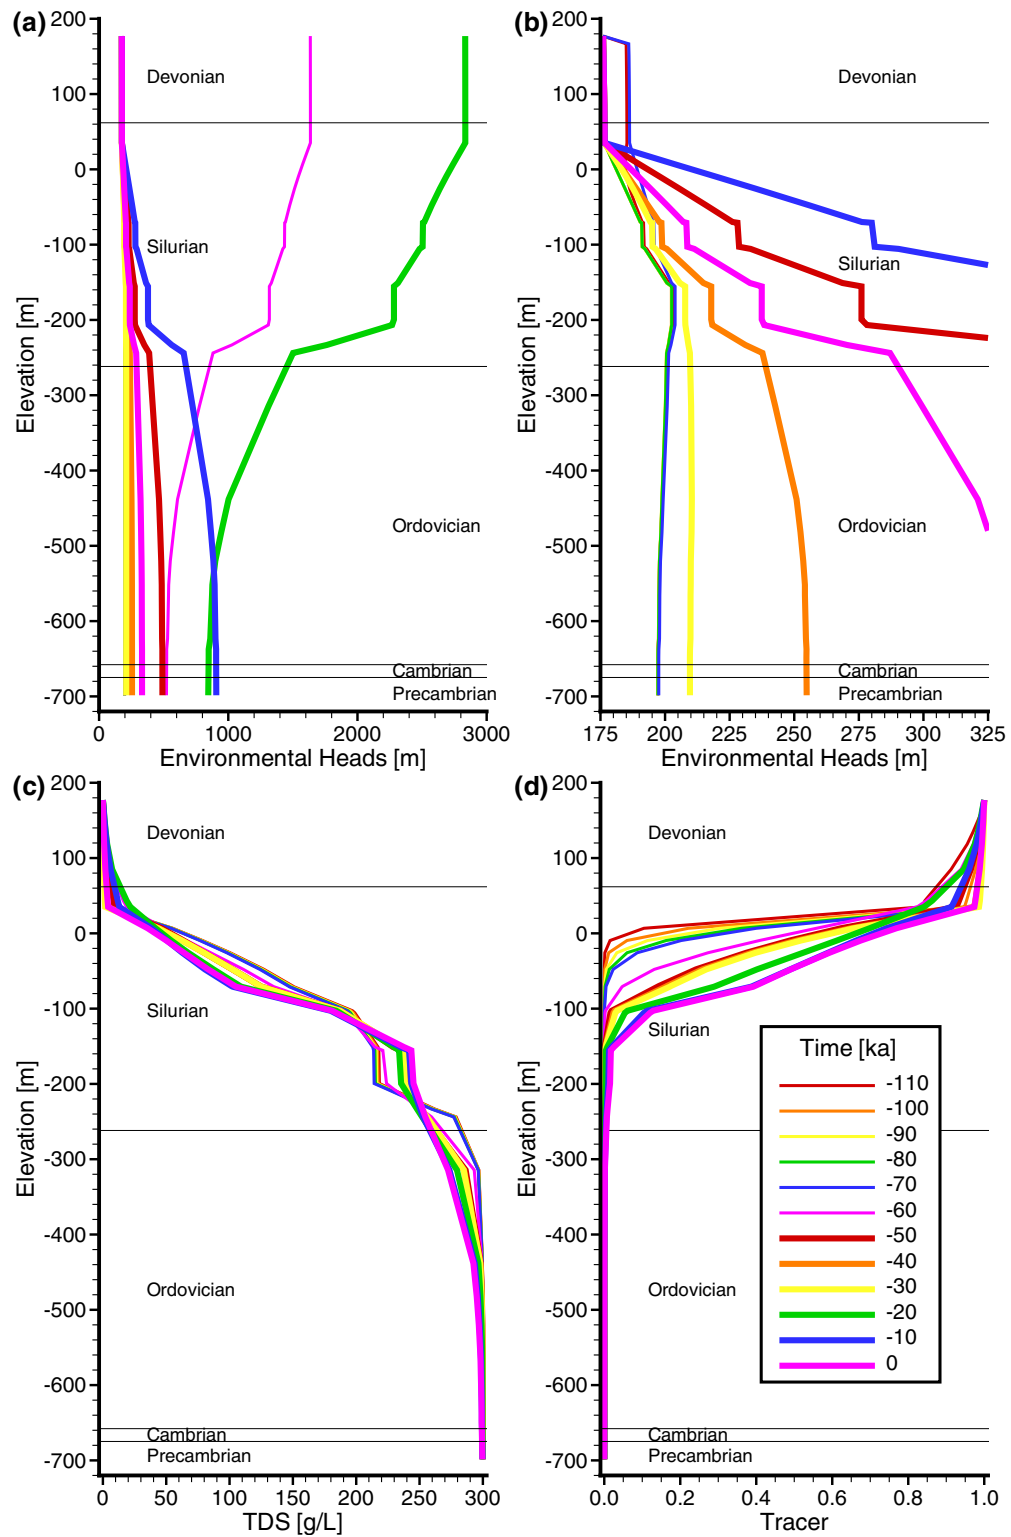 (a)
200
100
0
-100
-200
-300
-400
-500
-600
-700
Elevation [m]
Devonian
Silurian
Ordovician
Cambrian
Precambrian
0 1000 2000 3000
Environmental Heads [m]
(b)
200
100
0
-100
-200
-300
-400
-500
-600
-700
Elevation [m]
Devonian
Silurian
Ordovician
Cambrian
Precambrian
175 200 225 250 275 300 325
Environmental Heads [m]
(c)
200
100
0
-100
-200
-300
-400
-500
-600
-700
Elevation [m]
Devonian
Silurian
Ordovician
Cambrian
Precambrian
0 50 100 150 200 250 300
TDS [g/L]
(d)
200
100
0
-100
-200
-300
-400
-500
-600
-700
Elevation [m]
Devonian
Silurian
Ordovician
Cambrian
Precambrian
Time [ka]
-110
-100
-90
-80
-70
-60
-50
-40
-30
-20
-10
0
0.0 0.2 0.4 0.6 0.8 1.0
Tracer